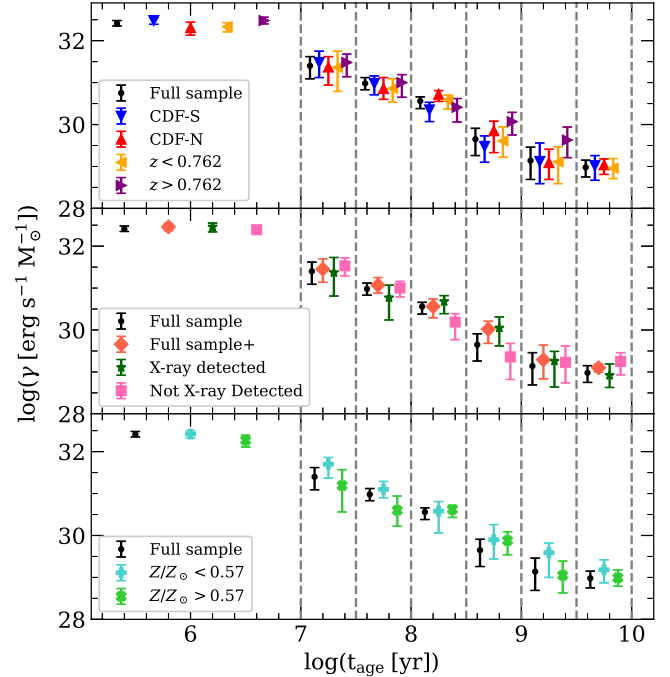 32
30
28
Full sample
CDF-S
CDF-N
z < 0.762
z > 0.762
log(γ [erg s⁻¹ M⊙⁻¹])
32
30
28
Full sample
Full sample+
X-ray detected
Not X-ray Detected
32
30
28
Full sample
Z/Z⊙ < 0.57
Z/Z⊙ > 0.57
6
7
8
9
10
log(t_age [yr])